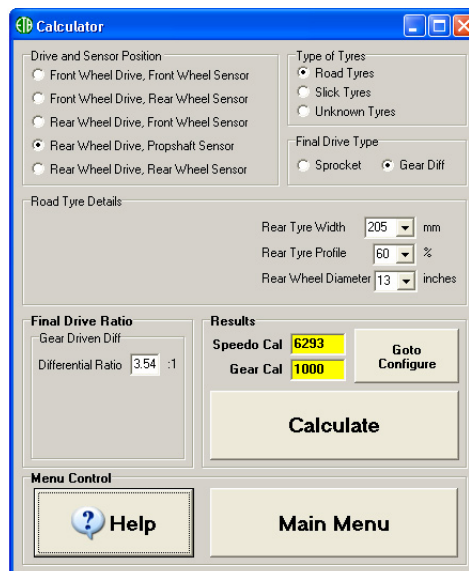 Calculator
Drive and Sensor Position
Front Wheel Drive, Front Wheel Sensor
Front Wheel Drive, Rear Wheel Sensor
Rear Wheel Drive, Front Wheel Sensor
Rear Wheel Drive, Propshaft Sensor
Rear Wheel Drive, Rear Wheel Sensor
Type of Tyres
Road Tyres
Slick Tyres
Unknown Tyres
Final Drive Type
Sprocket Gear Diff
Road Tyre Details
Rear Tyre Width 205 mm
Rear Tyre Profile 60 %
Rear Wheel Diameter 13 inches
Final Drive Ratio
Gear Driven Diff
Differential Ratio 3.54 :1
Results
Speedo Cal 6293
Gear Cal 1000
Goto
Configure
Calculate
Menu Control
? Help
Main Menu